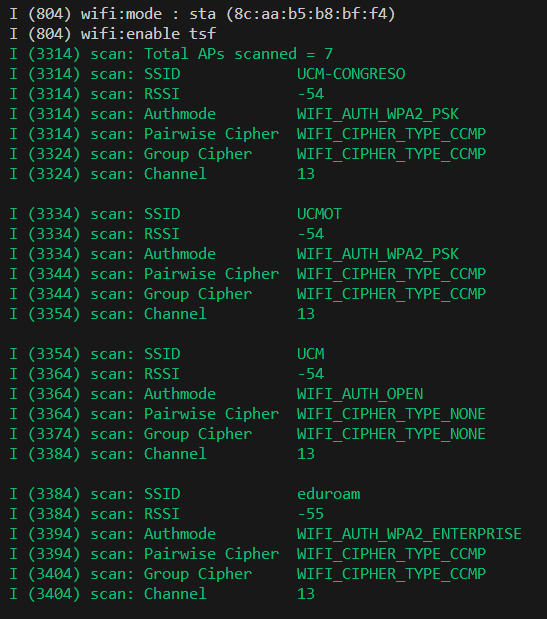 I (804) wifi:mode : sta (8c:aa:b5:b8:bf:f4)
I (804) wifi:enable tsf
I (3314) scan: Total APs scanned = 7
I (3314) scan: SSID UCM-CONGRESO
I (3314) scan: RSSI -54
I (3314) scan: Authmode WIFI_AUTH_WPA2_PSK
I (3314) scan: Pairwise Cipher WIFI_CIPHER_TYPE_CCMP
I (3324) scan: Group Cipher WIFI_CIPHER_TYPE_CCMP
I (3324) scan: Channel 13
I (3334) scan: SSID UCMOT
I (3334) scan: RSSI -54
I (3334) scan: Authmode WIFI_AUTH_WPA2_PSK
I (3344) scan: Pairwise Cipher WIFI_CIPHER_TYPE_CCMP
I (3344) scan: Group Cipher WIFI_CIPHER_TYPE_CCMP
I (3354) scan: Channel 13
I (3354) scan: SSID UCM
I (3364) scan: RSSI -54
I (3364) scan: Authmode WIFI_AUTH_OPEN
I (3364) scan: Pairwise Cipher WIFI_CIPHER_TYPE_NONE
I (3374) scan: Group Cipher WIFI_CIPHER_TYPE_NONE
I (3384) scan: Channel 13
I (3384) scan: SSID eduroam
I (3384) scan: RSSI -55
I (3394) scan: Authmode WIFI_AUTH_WPA2_ENTERPRISE
I (3394) scan: Pairwise Cipher WIFI_CIPHER_TYPE_CCMP
I (3404) scan: Group Cipher WIFI_CIPHER_TYPE_CCMP
I (3404) scan: Channel 13